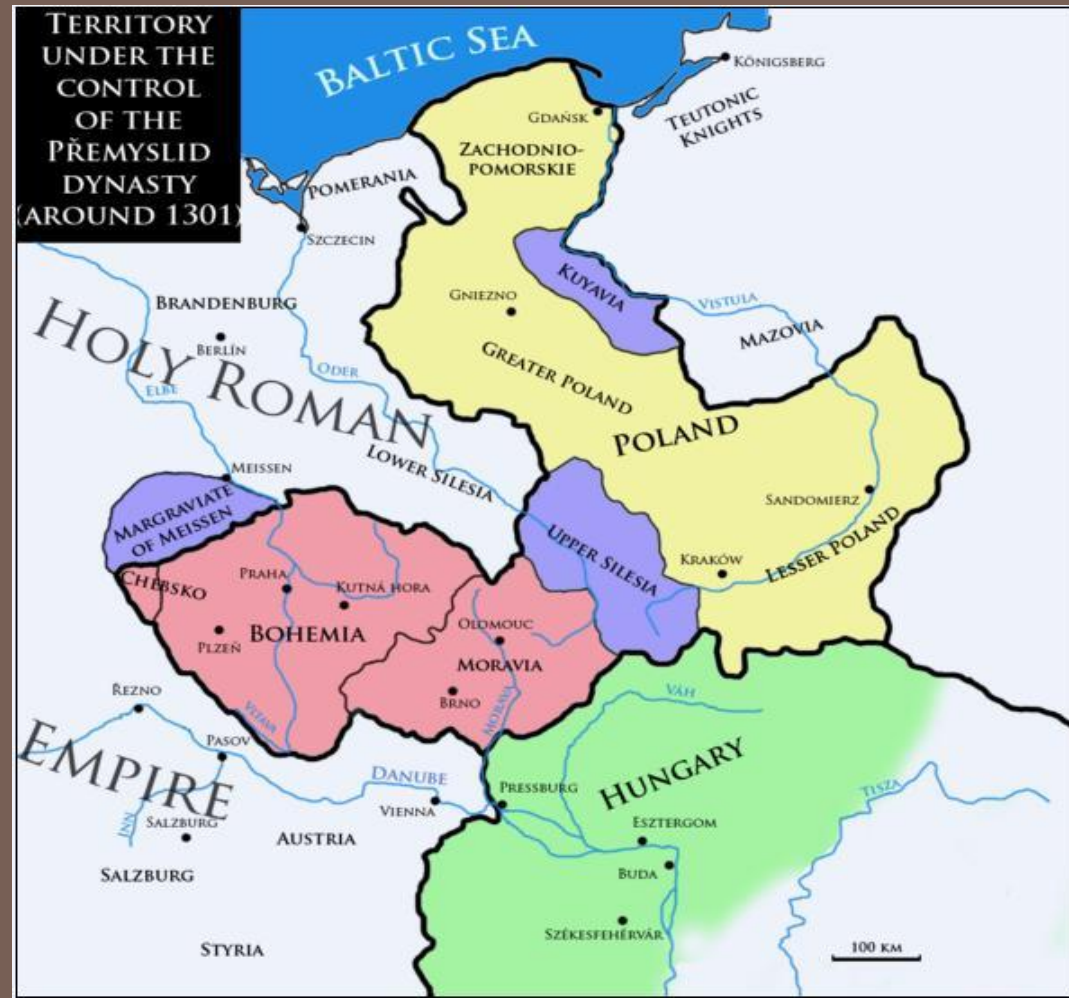 TERRITORY
UNDER THE
CONTROL
OF THE
PŘEMYSLID
DYNASTY
(AROUND 1301)
BALTIC SEA
KÖNIGSBERG
TEUTONIC
KNIGHTS
GDAŃSK
ZACHODNIO-
POMORSKIE
POMERANIA
SZCZECIN
KUYAVIA
GNIEZNO
VISTULA
MAZOVIA
BRANDENBURG
BERLÍN
HOLY ROMAN
ODER
ELBE
GREATER POLAND
POLAND
LOWER SILESIA
MEISSEN
MARGRAVIATE
OF MEISSEN
SANDOMIERZ
UPPER SILESIA
KRAKÓW
LESSER POLAND
CHEBSKO
PRAHA
KUTNÁ HORA
PLZEŇ
BOHEMIA
OLOMOUC
MORAVIA
BRNO
MORAVA
VLTAVA
ŘEZNO
PASOV
EMPIRE
VÁH
HUNGARY
TISZA
DANUBE
VIENNA
PRESSBURG
INN
SALZBURG
AUSTRIA
ESZTERGOM
BUDA
SALZBURG
SZÉKESFEHÉRVÁR
STYRIA
100 KM